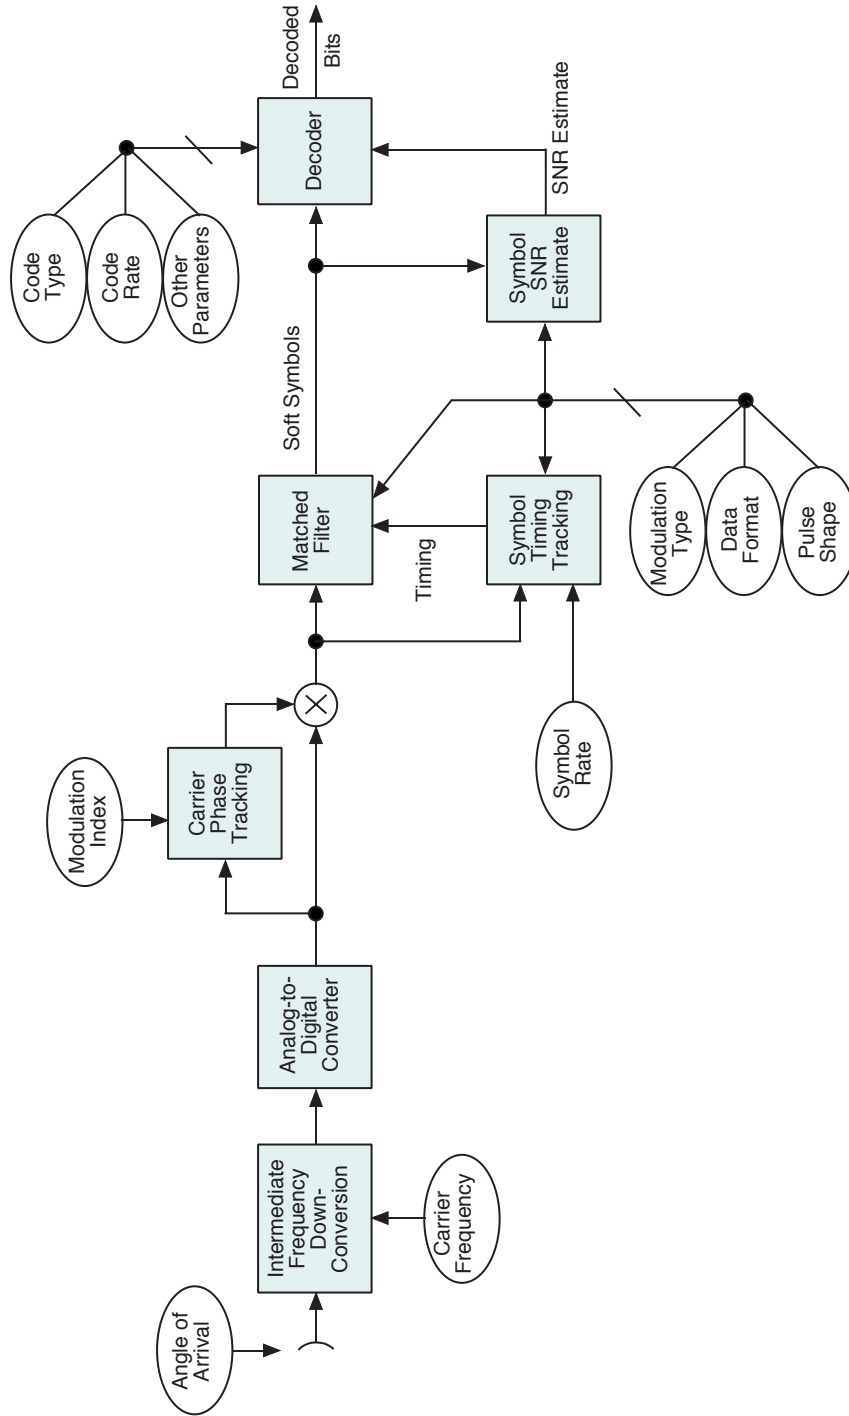 Angle of
Arrival
Intermediate
Frequency
Down-
Conversion
Carrier
Frequency
Analog-to-
Digital
Converter
Modulation
Index
Carrier
Phase
Tracking
Symbol
Rate
Matched
Filter
Timing
Symbol
Timing
Tracking
Modulation
Type
Data
Format
Pulse
Shape
Soft Symbols
Symbol
SNR
Estimate
SNR Estimate
Code
Type
Code
Rate
Other
Parameters
Decoder
Decoded
Bits